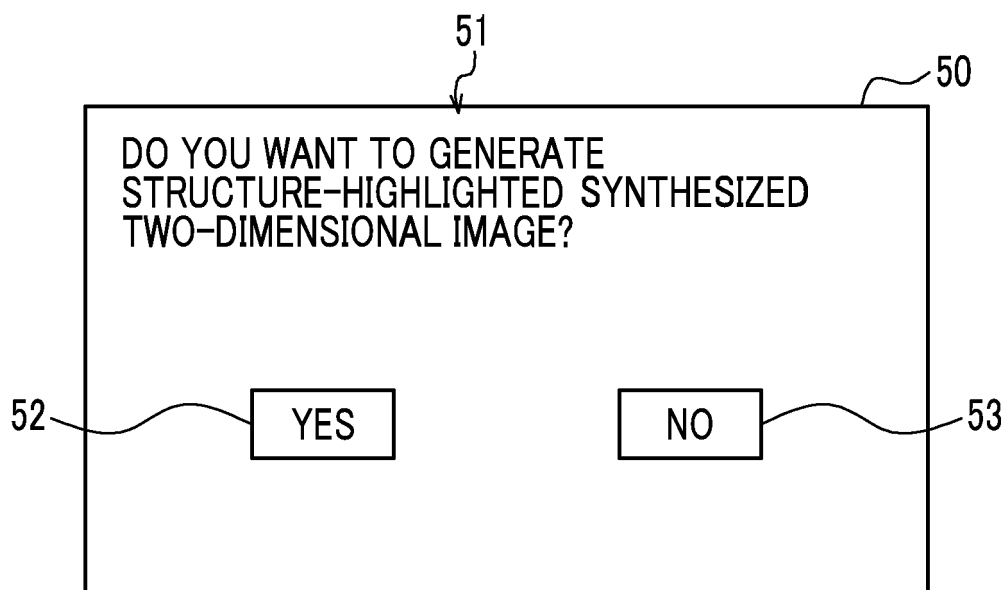 51
50
DO YOU WANT TO GENERATE
STRUCTURE-HIGHLIGHTED SYNTHESIZED
TWO-DIMENSIONAL IMAGE?
52
YES
NO
53